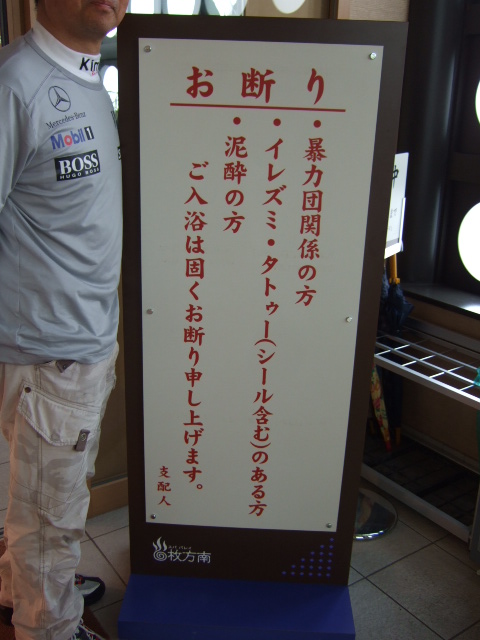 お断り
・暴力団関係の方
・イレズミ・タトゥー(シール含む)のある方
・泥酔の方
ご入浴は固くお断り申し上げます。
支配人
枚方南
Mercedes-Benz
Mobil 1
BOSS
HUGO BOSS